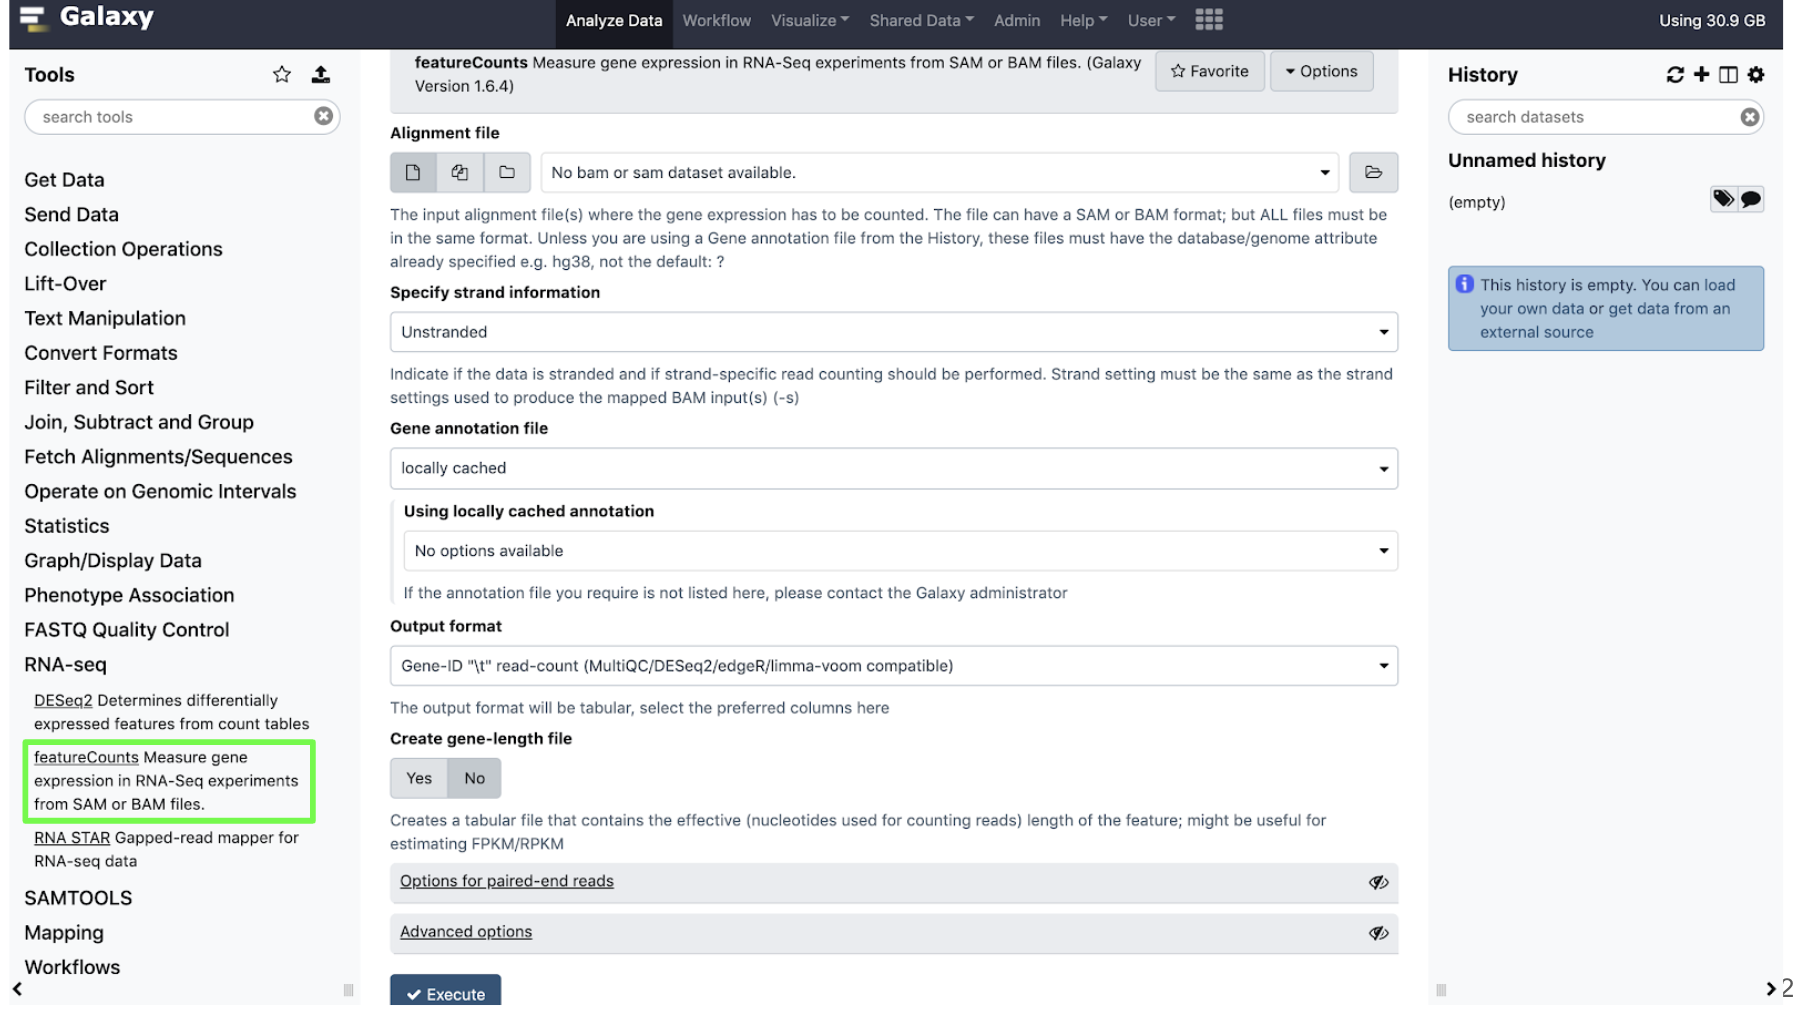 Galaxy
Analyze Data
Workflow
Visualize
Shared Data
Admin
Help
User
Using 30.9 GB
Tools
search tools
Get Data
Send Data
Collection Operations
Lift-Over
Text Manipulation
Convert Formats
Filter and Sort
Join, Subtract and Group
Fetch Alignments/Sequences
Operate on Genomic Intervals
Statistics
Graph/Display Data
Phenotype Association
FASTQ Quality Control
RNA-seq
DESeq2 Determines differentially
expressed features from count tables
featureCounts Measure gene
expression in RNA-Seq experiments
from SAM or BAM files.
RNA STAR Gapped-read mapper for
RNA-seq data
SAMTOOLS
Mapping
Workflows
featureCounts Measure gene expression in RNA-Seq experiments from SAM or BAM files. (Galaxy
Version 1.6.4)
Favorite
Options
Alignment file
No bam or sam dataset available.
The input alignment file(s) where the gene expression has to be counted. The file can have a SAM or BAM format; but ALL files must be
in the same format. Unless you are using a Gene annotation file from the History, these files must have the database/genome attribute
already specified e.g. hg38, not the default: ?
Specify strand information
Unstranded
Indicate if the data is stranded and if strand-specific read counting should be performed. Strand setting must be the same as the strand
settings used to produce the mapped BAM input(s) (-s)
Gene annotation file
locally cached
Using locally cached annotation
No options available
If the annotation file you require is not listed here, please contact the Galaxy administrator
Output format
Gene-ID "\t" read-count (MultiQC/DESeq2/edgeR/limma-voom compatible)
The output format will be tabular, select the preferred columns here
Create gene-length file
Yes
No
Creates a tabular file that contains the effective (nucleotides used for counting reads) length of the feature; might be useful for
estimating FPKM/RPKM
Options for paired-end reads
Advanced options
Execute
History
search datasets
Unnamed history
(empty)
This history is empty. You can load
your own data or get data from an
external source
2